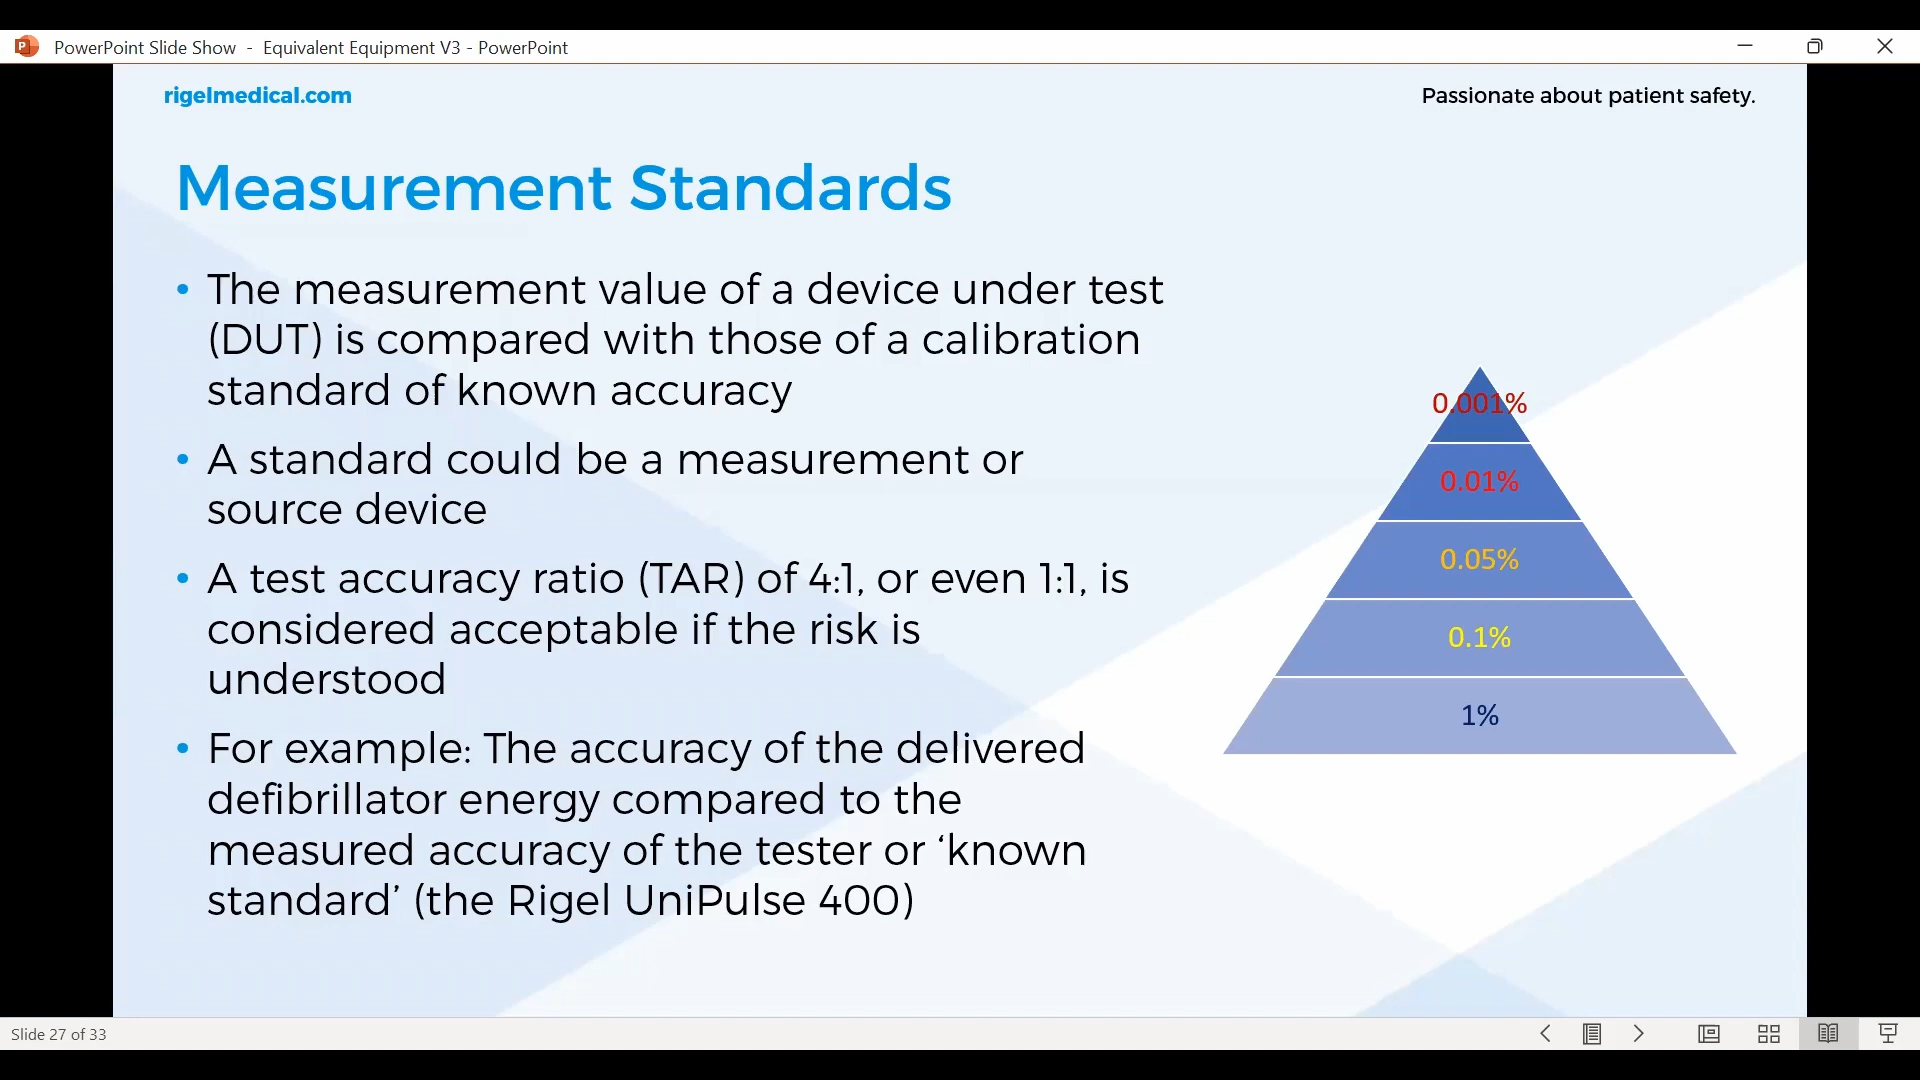 PowerPoint Slide Show - Equivalent Equipment V3 - PowerPoint
rigelmedical.com
Passionate about patient safety.
Measurement Standards
• The measurement value of a device under test
(DUT) is compared with those of a calibration
standard of known accuracy
• A standard could be a measurement or
source device
• A test accuracy ratio (TAR) of 4:1, or even 1:1, is
considered acceptable if the risk is
understood
• For example: The accuracy of the delivered
defibrillator energy compared to the
measured accuracy of the tester or ‘known
standard’ (the Rigel UniPulse 400)
0.001%
0.01%
0.05%
0.1%
1%
Slide 27 of 33